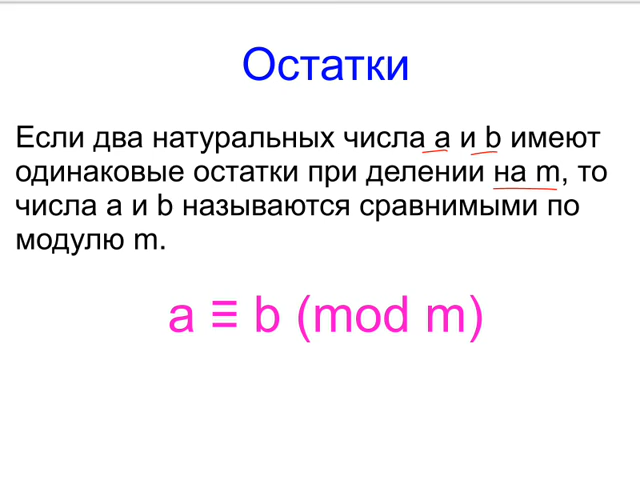 Остатки
Если два натуральных числа a и b имеют
одинаковые остатки при делении на m, то
числа a и b называются сравнимыми по
модулю m.
a ≡ b (mod m)